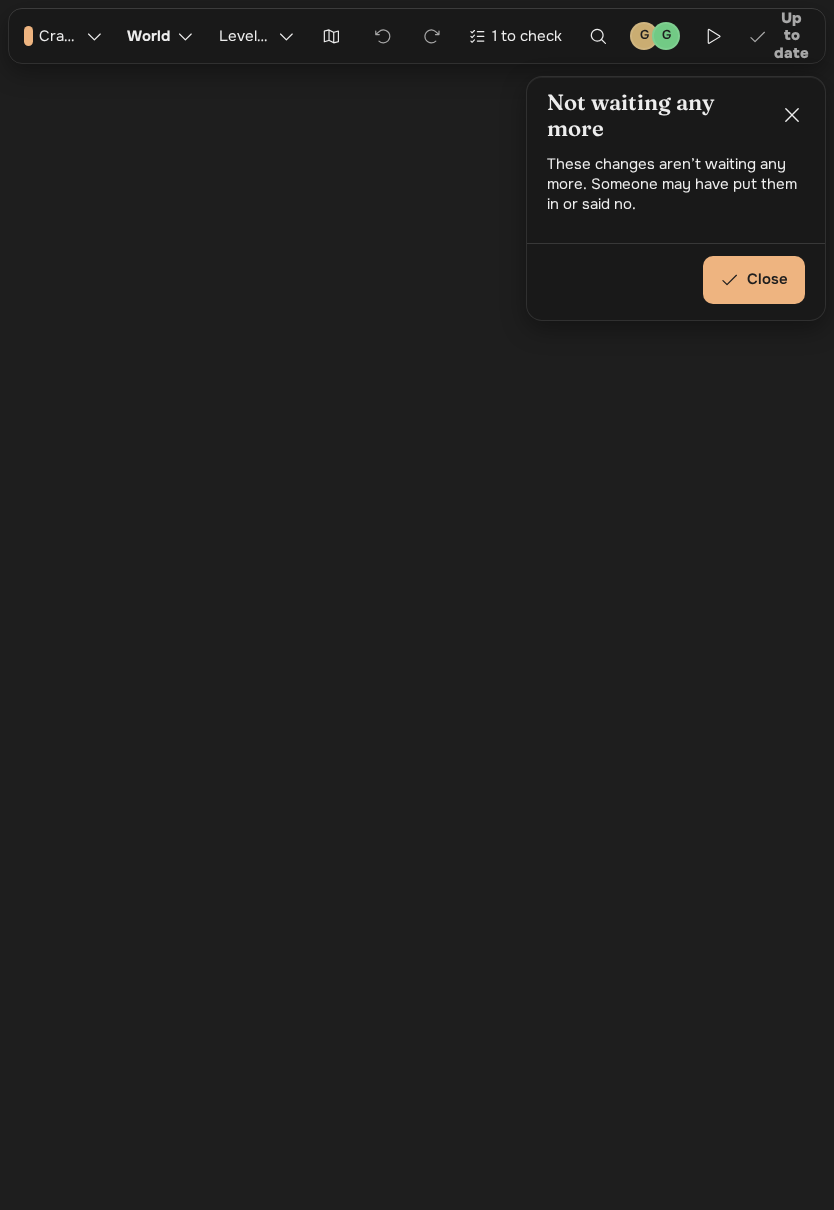 Cra...
World
Level...
1 to check
G
G
Up
to
date
Not waiting any
more
These changes aren’t waiting any
more. Someone may have put them
in or said no.
Close